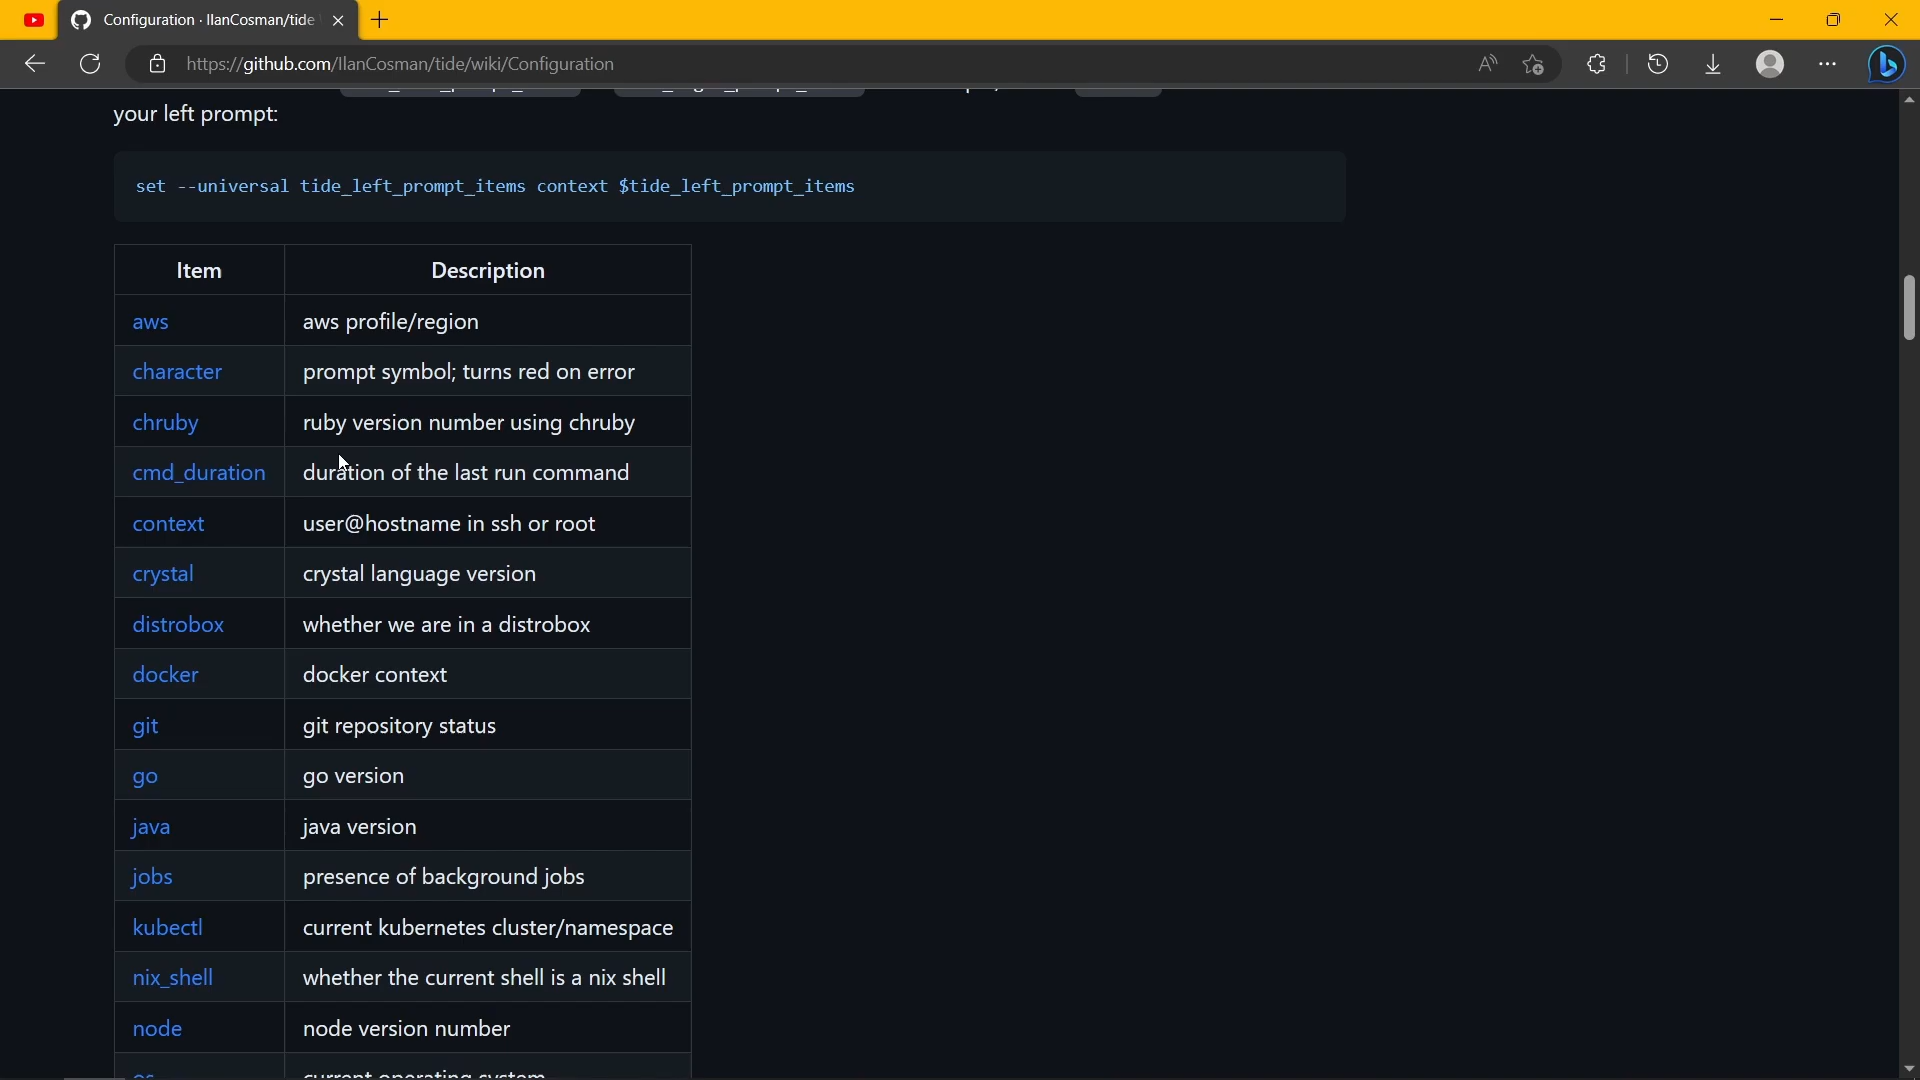 Configuration · IlanCosman/tide
https://github.com/IlanCosman/tide/wiki/Configuration
your left prompt:
set --universal tide_left_prompt_items context $tide_left_prompt_items
Item Description
aws aws profile/region
character prompt symbol; turns red on error
chruby ruby version number using chruby
cmd_duration duration of the last run command
context user@hostname in ssh or root
crystal crystal language version
distrobox whether we are in a distrobox
docker docker context
git git repository status
go go version
java java version
jobs presence of background jobs
kubectl current kubernetes cluster/namespace
nix_shell whether the current shell is a nix shell
node node version number
os current operating system